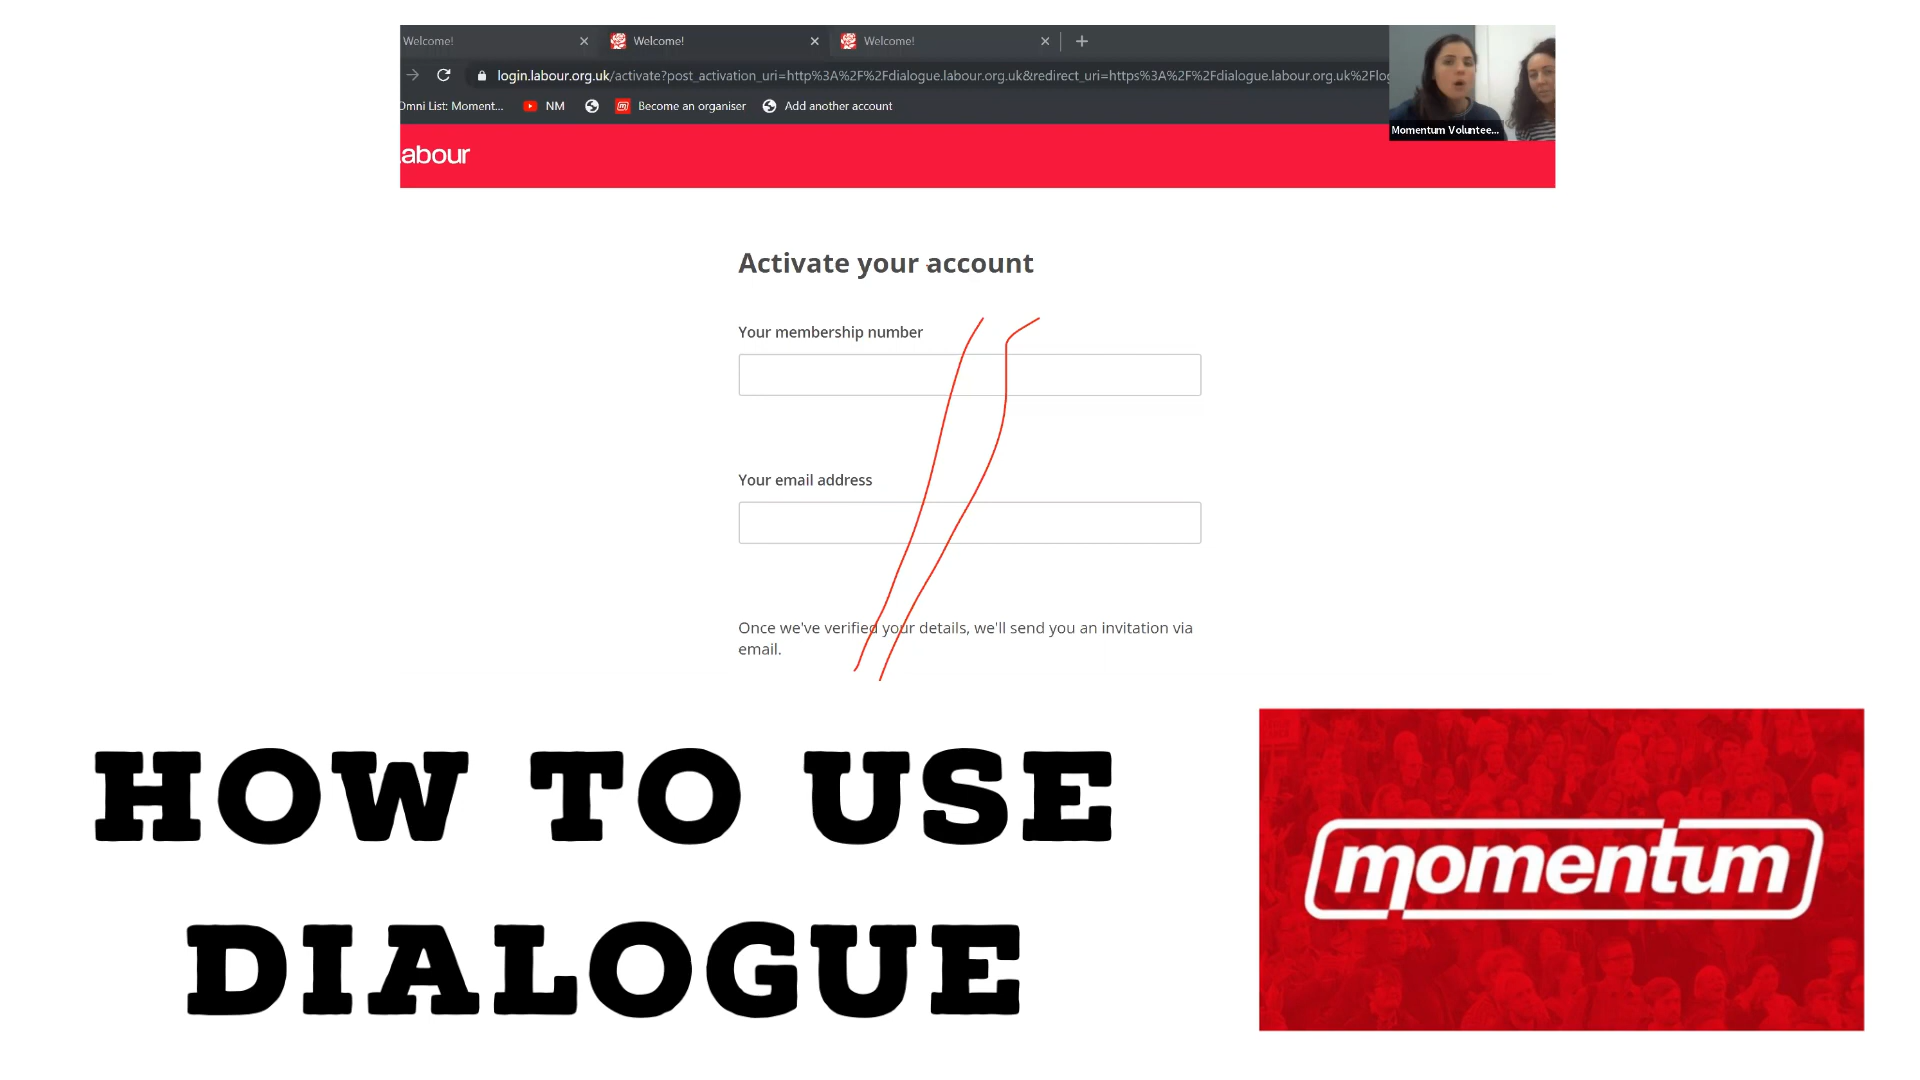 Welcome!
Welcome!
Welcome!
login.labour.org.uk/activate?post_activation_uri=http%3A%2F%2Fdialogue.labour.org.uk&redirect_uri=https%3A%2F%2Fdialogue.labour.org.uk%2Flog
Omni List: Moment...
NM
Become an organiser
Add another account
Momentum Voluntee...
abour
Activate your account
Your membership number
Your email address
Once we've verified your details, we'll send you an invitation via
email.
HOW TO USE
DIALOGUE
momentum